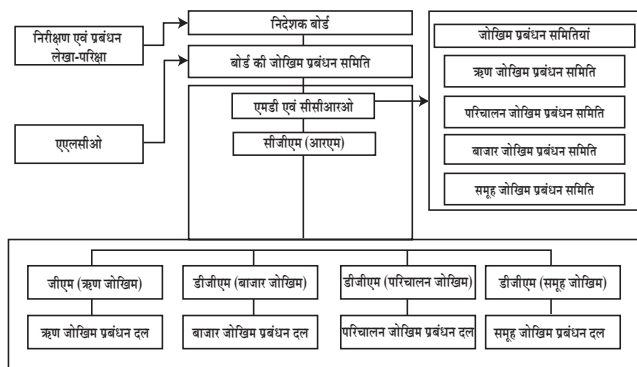 निदेशक बोर्ड
निरीक्षण एवं प्रबंधन
लेखा-परिक्षा
बोर्ड की जोखिम प्रबंधन समिति
एएलसीओ
एमडी एवं सीसीआरओ
सीजीएम (आरएम)
जोखिम प्रबंधन समितियां
ऋण जोखिम प्रबंधन समिति
परिचालन जोखिम प्रबंधन समिति
बाजार जोखिम प्रबंधन समिति
समूह जोखिम प्रबंधन समिति
जीएम (ऋण जोखिम)
डीजीएम (बाजार जोखिम)
डीजीएम (परिचालन जोखिम)
डीजीएम (समूह जोखिम)
ऋण जोखिम प्रबंधन दल
बाजार जोखिम प्रबंधन दल
परिचालन जोखिम प्रबंधन दल
समूह जोखिम प्रबंधन दल